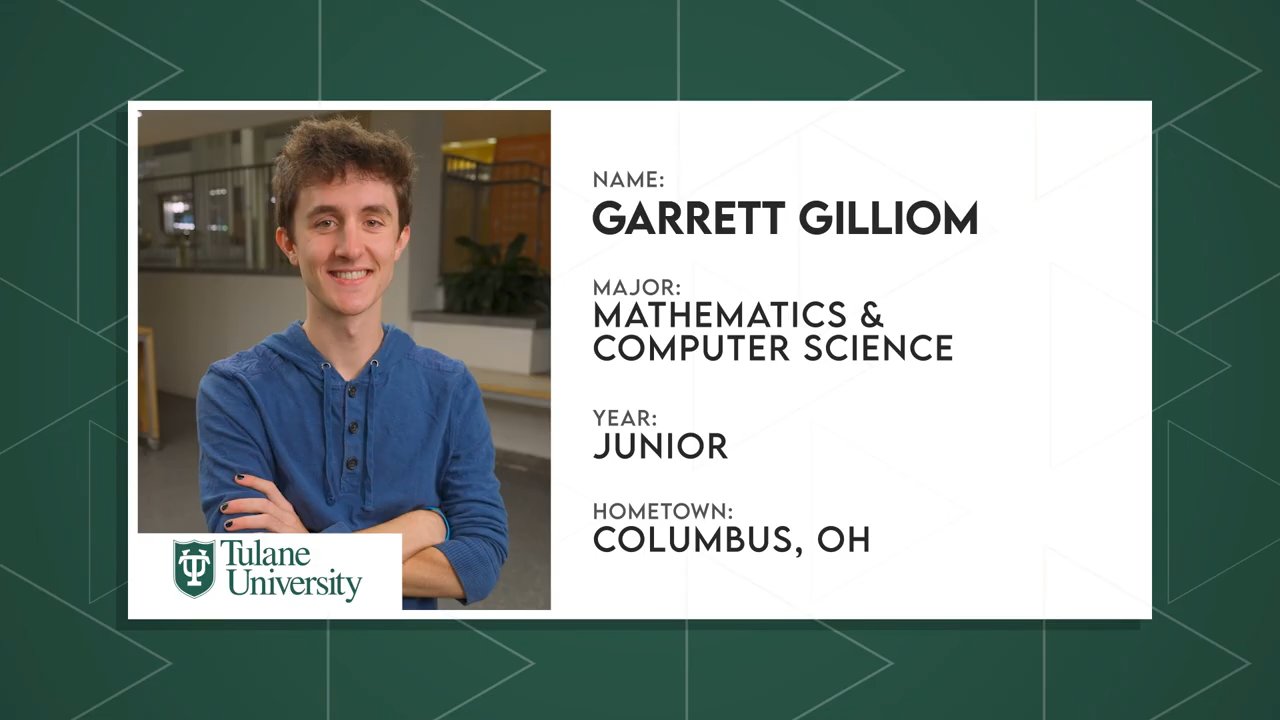 NAME:
GARRETT GILLIOM
MAJOR:
MATHEMATICS &
COMPUTER SCIENCE
YEAR:
JUNIOR
HOMETOWN:
COLUMBUS, OH
Tulane
University